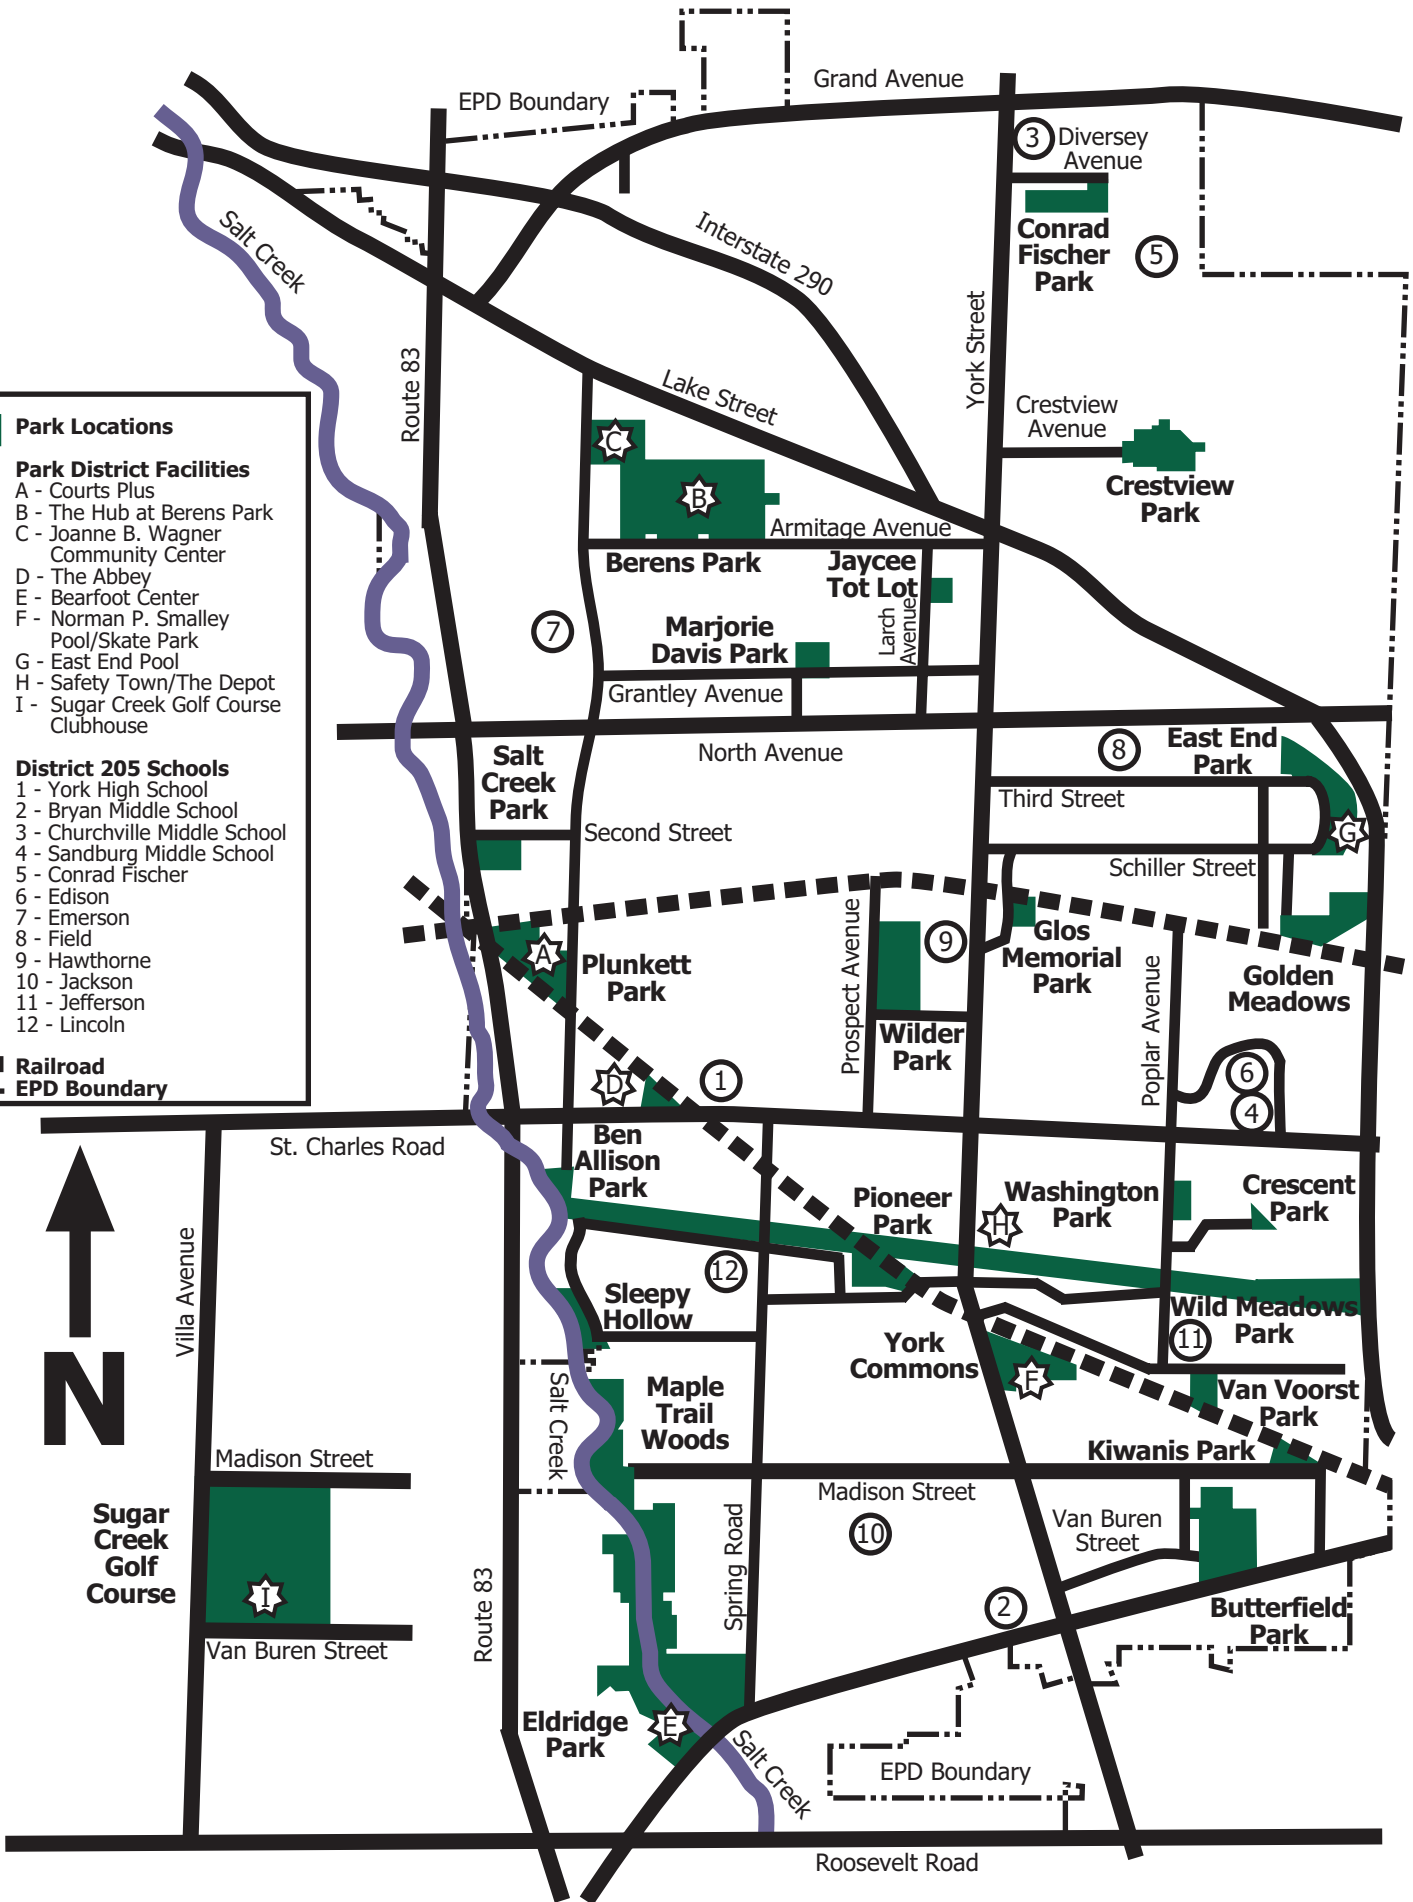 Grand Avenue
EPD Boundary
3
Diversey
Avenue
Conrad
Fischer
Park
5
Salt Creek
Interstate 290
York Street
Route 83
Lake Street
Crestview
Avenue
Crestview
Park
C
B
Armitage Avenue
Berens Park
Jaycee
Tot Lot
Larch
Avenue
7
Marjorie
Davis Park
Grantley Avenue
North Avenue
Park Locations
Park District Facilities
A - Courts Plus
B - The Hub at Berens Park
C - Joanne B. Wagner
Community Center
D - The Abbey
E - Bearfoot Center
F - Norman P. Smalley
Pool/Skate Park
G - East End Pool
H - Safety Town/The Depot
I - Sugar Creek Golf Course
Clubhouse
District 205 Schools
1 - York High School
2 - Bryan Middle School
3 - Churchville Middle School
4 - Sandburg Middle School
5 - Conrad Fischer
6 - Edison
7 - Emerson
8 - Field
9 - Hawthorne
10 - Jackson
11 - Jefferson
12 - Lincoln
Railroad
EPD Boundary
Salt
Creek
Park
Second Street
8
East End
Park
Third Street
G
Schiller Street
A
Plunkett
Park
Prospect Avenue
9
Wilder
Park
Glos
Memorial
Park
Poplar Avenue
Golden
Meadows
D
1
6
4
St. Charles Road
Ben
Allison
Park
Pioneer
Park
H
Washington
Park
Crescent
Park
Villa Avenue
N
12
Sleepy
Hollow
Wild Meadows
Park
11
York
Commons
F
Salt Creek
Maple
Trail
Woods
Van Voorst
Park
Kiwanis Park
Madison Street
Madison Street
Sugar
Creek
Golf
Course
I
Van Buren Street
Route 83
Spring Road
10
Van Buren
Street
2
Butterfield
Park
Eldridge
Park
E
Salt Creek
EPD Boundary
Roosevelt Road